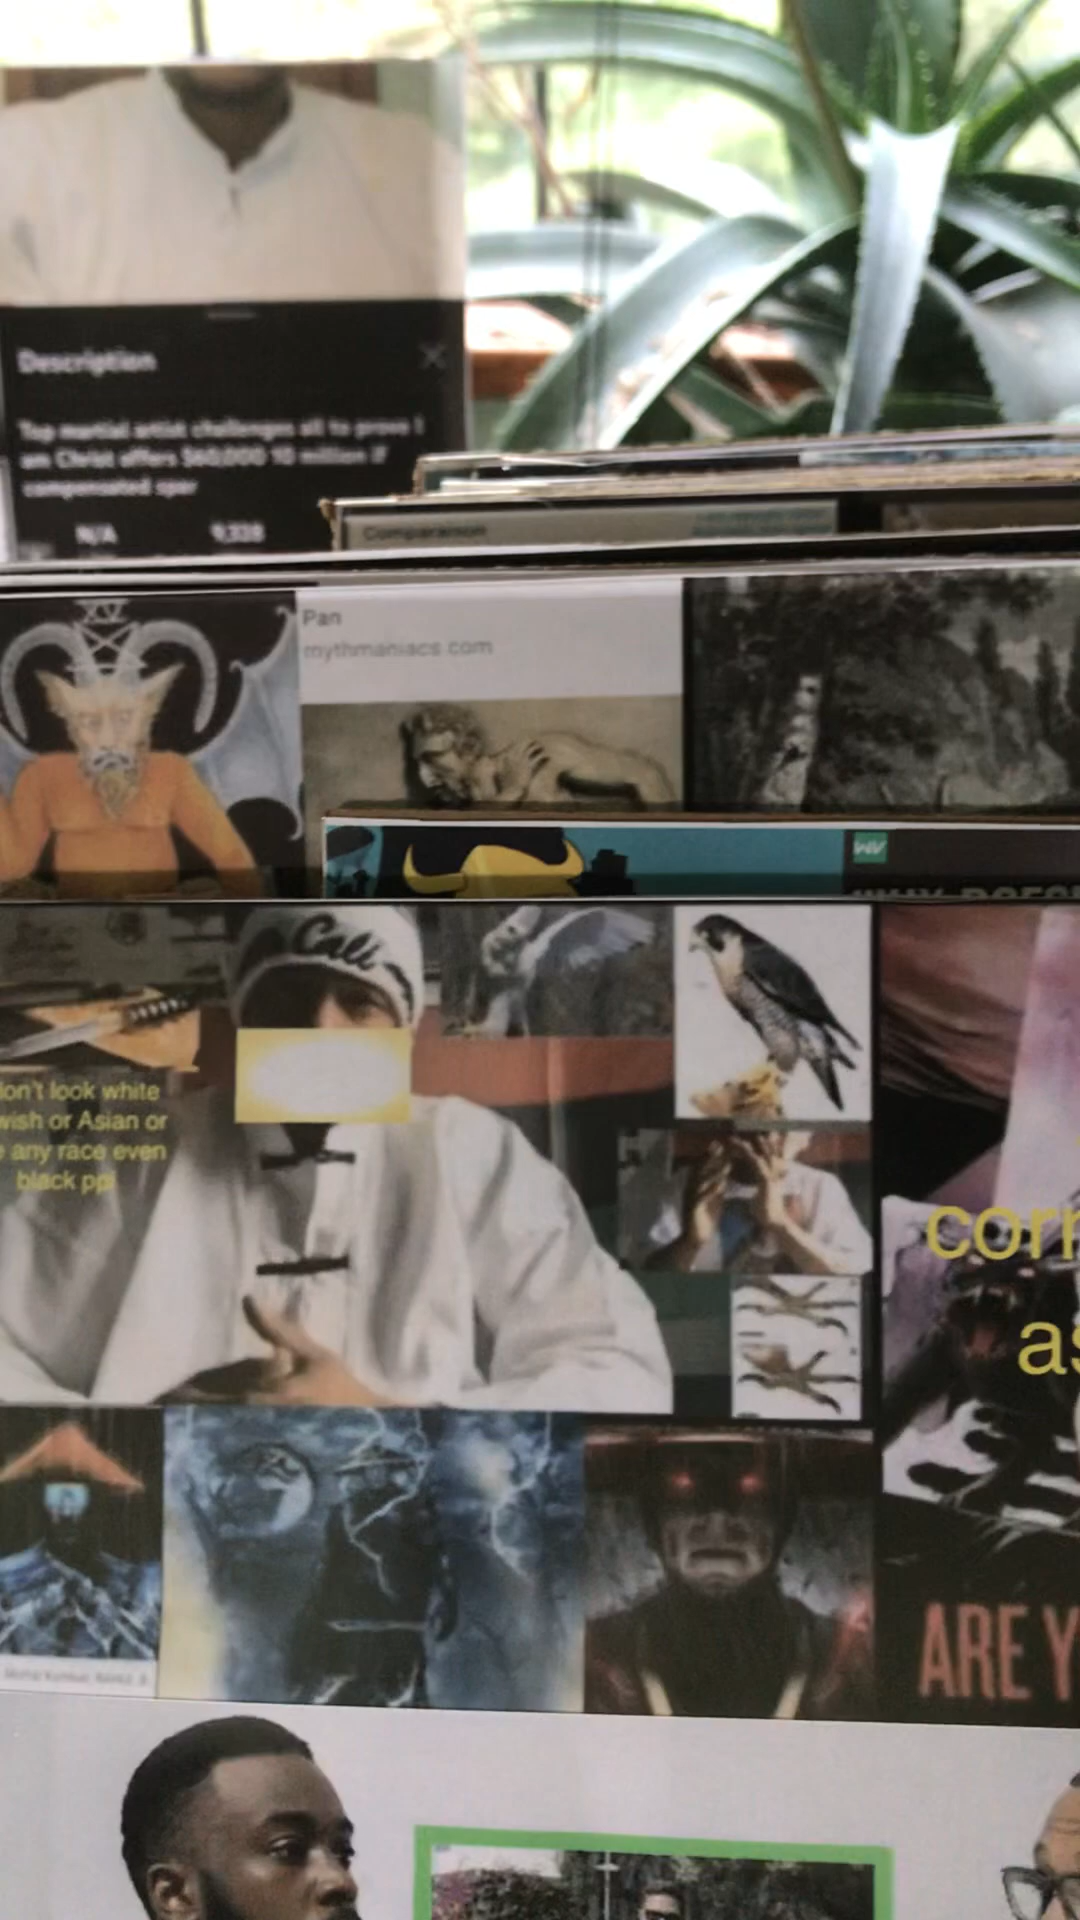 Description
Top martial artist challenges all to prove I
am Christ offers $60,000 10 million if
compensated spar
N/A 9,328
Comparaison
Pan
mythmaniacs.com
Cali
don't look white
wish or Asian or
e any race even
black ppl
corr
as
ARE Y